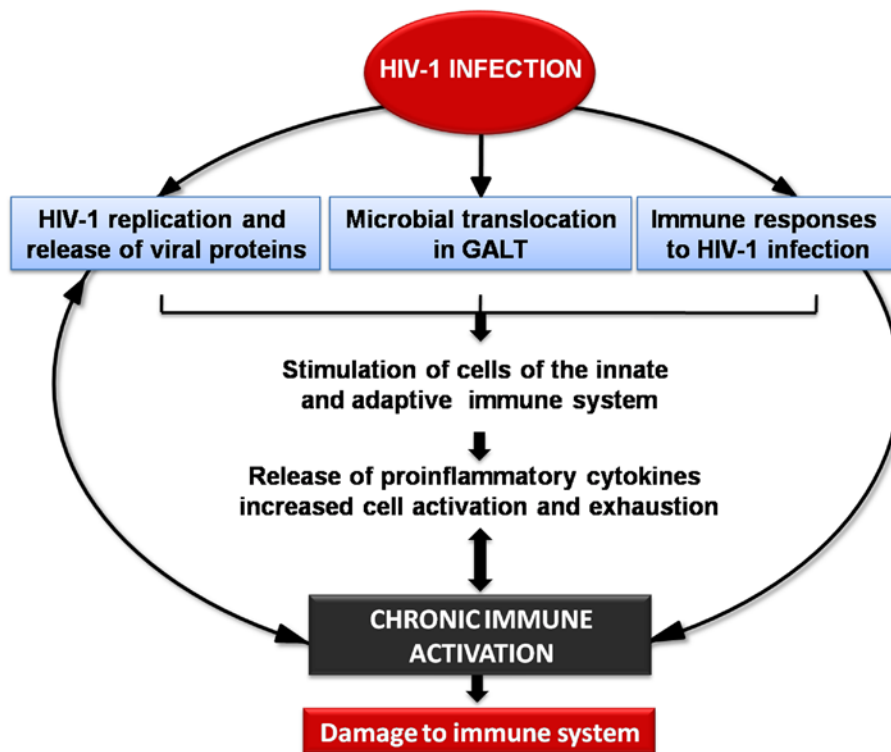 HIV-1 INFECTION
HIV-1 replication and
release of viral proteins
Microbial translocation
in GALT
Immune responses
to HIV-1 infection
Stimulation of cells of the innate
and adaptive immune system
Release of proinflammatory cytokines
increased cell activation and exhaustion
CHRONIC IMMUNE
ACTIVATION
Damage to immune system